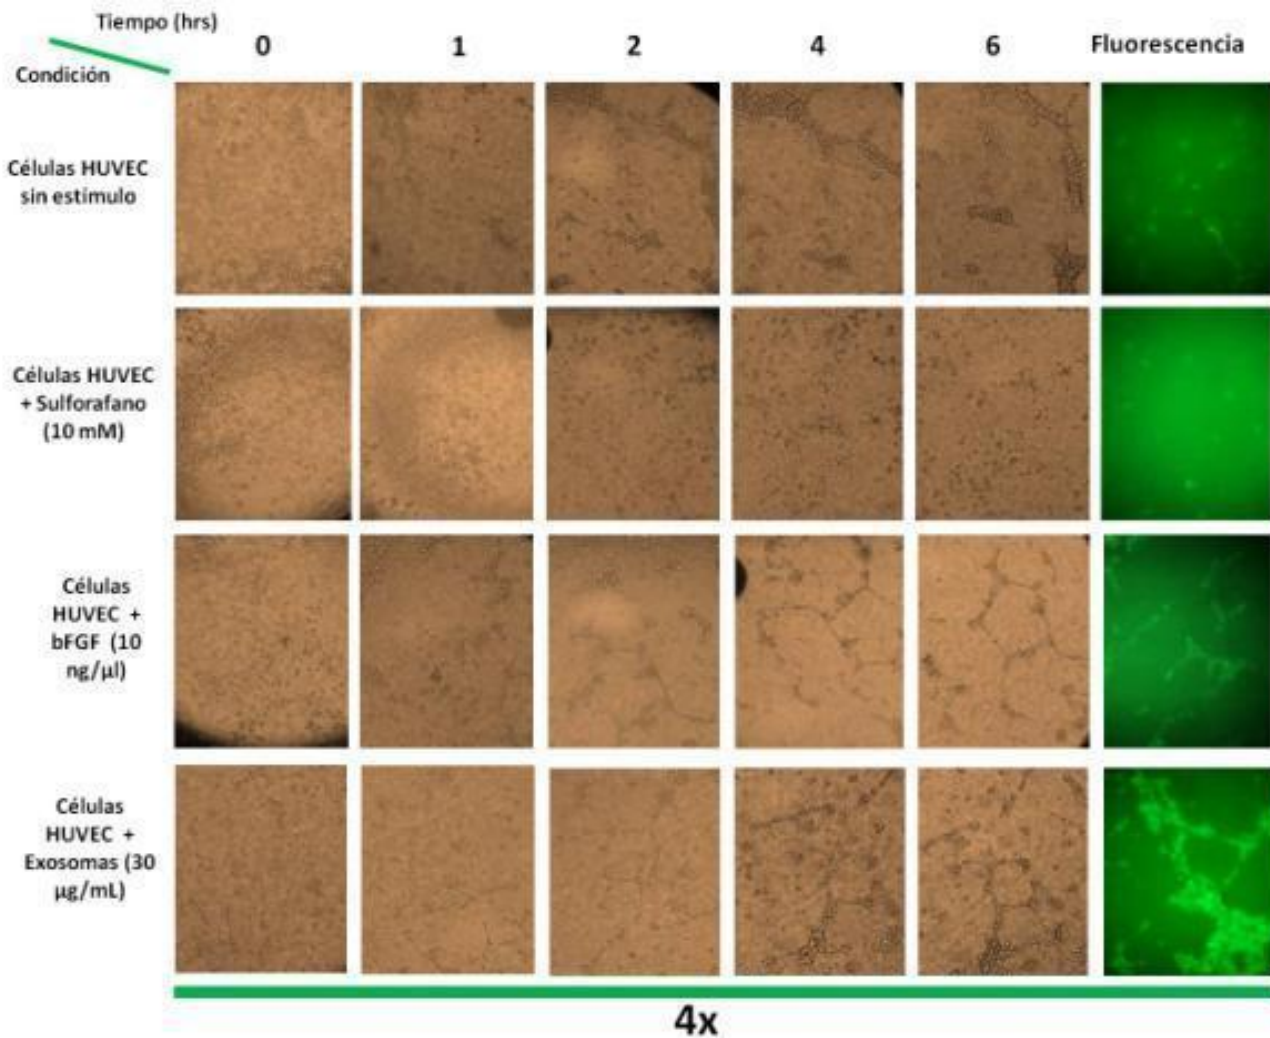 Tiempo (hrs)
Condición
0 1 2 4 6 Fluorescencia
Células HUVEC
sin estímulo
Células HUVEC
+ Sulforafano
(10 mM)
Células
HUVEC +
bFGF (10
ng/µl)
Células
HUVEC +
Exosomas (30
µg/mL)
4x